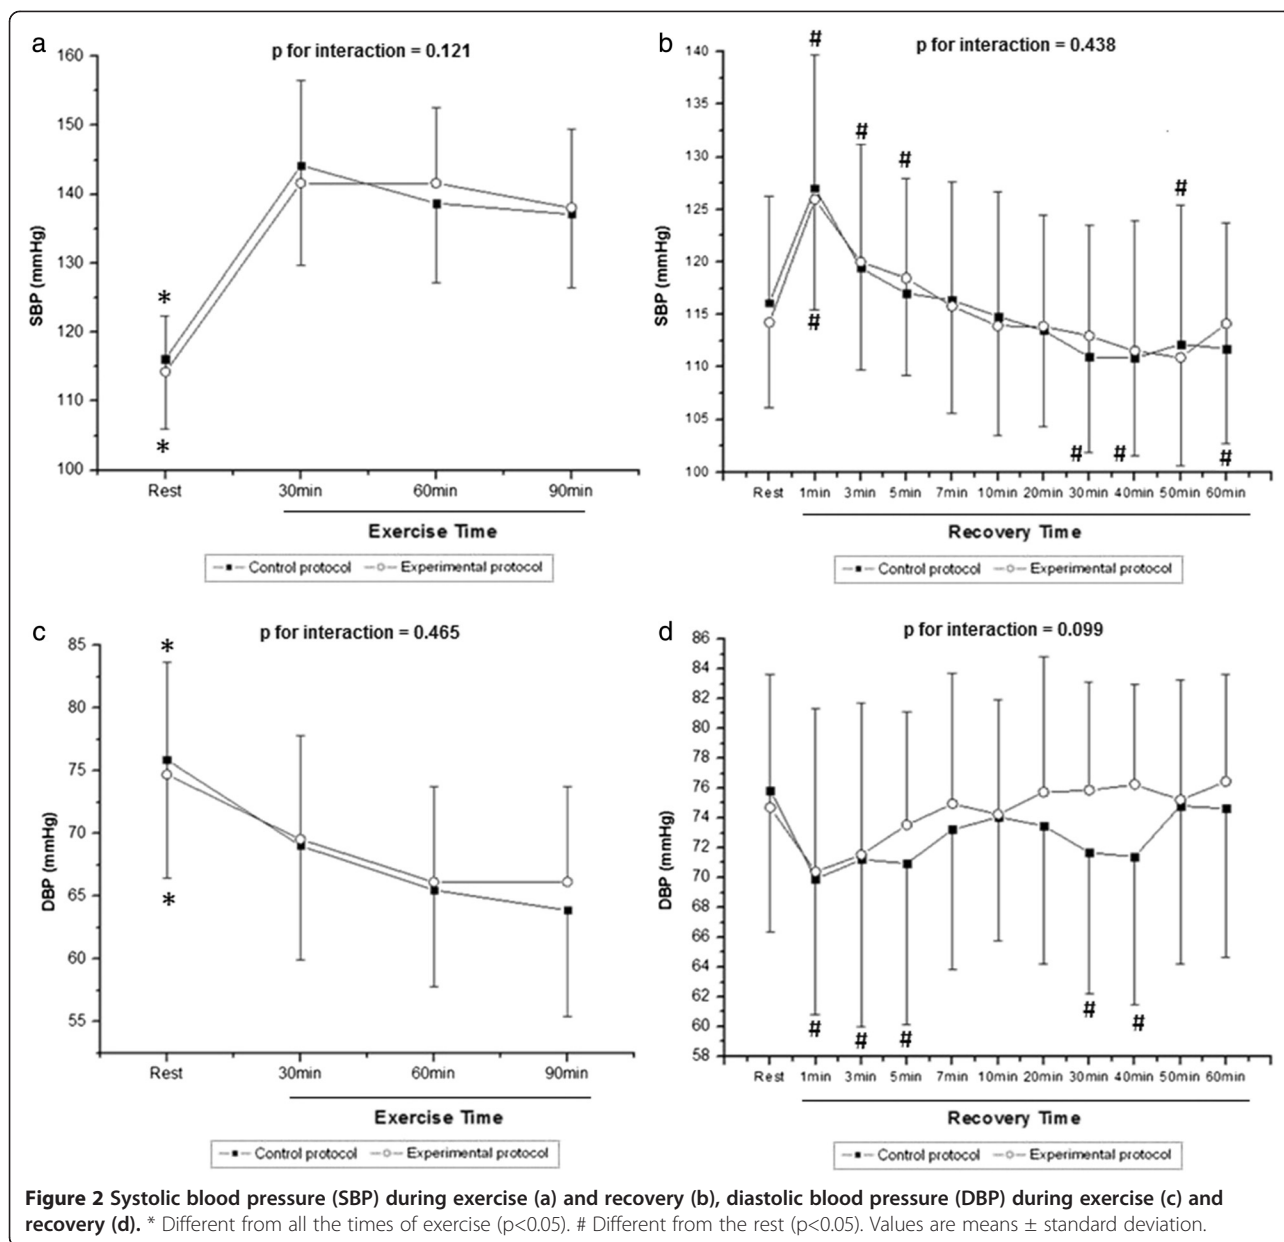 a
p for interaction = 0.121
160
150
140
130
120
110
100
SBP (mmHg)
*
*
Rest
30min
60min
90min
Exercise Time
Control protocol
Experimental protocol
b
p for interaction = 0.438
140
135
130
125
120
115
110
105
100
SBP (mmHg)
#
#
#
#
#
#
#
#
Rest
1min
3min
5min
7min
10min
20min
30min
40min
50min
60min
Recovery Time
Control protocol
Experimental protocol
c
p for interaction = 0.465
85
80
75
70
65
60
55
DBP (mmHg)
*
*
Rest
30min
60min
90min
Exercise Time
Control protocol
Experimental protocol
d
p for interaction = 0.099
86
84
82
80
78
76
74
72
70
68
66
64
62
60
58
DBP (mmHg)
#
#
#
#
#
Rest
1min
3min
5min
7min
10min
20min
30min
40min
50min
60min
Recovery Time
Control protocol
Experimental protocol
Figure 2 Systolic blood pressure (SBP) during exercise (a) and recovery (b), diastolic blood pressure (DBP) during exercise (c) and
recovery (d). * Different from all the times of exercise (p<0.05). # Different from the rest (p<0.05). Values are means ± standard deviation.